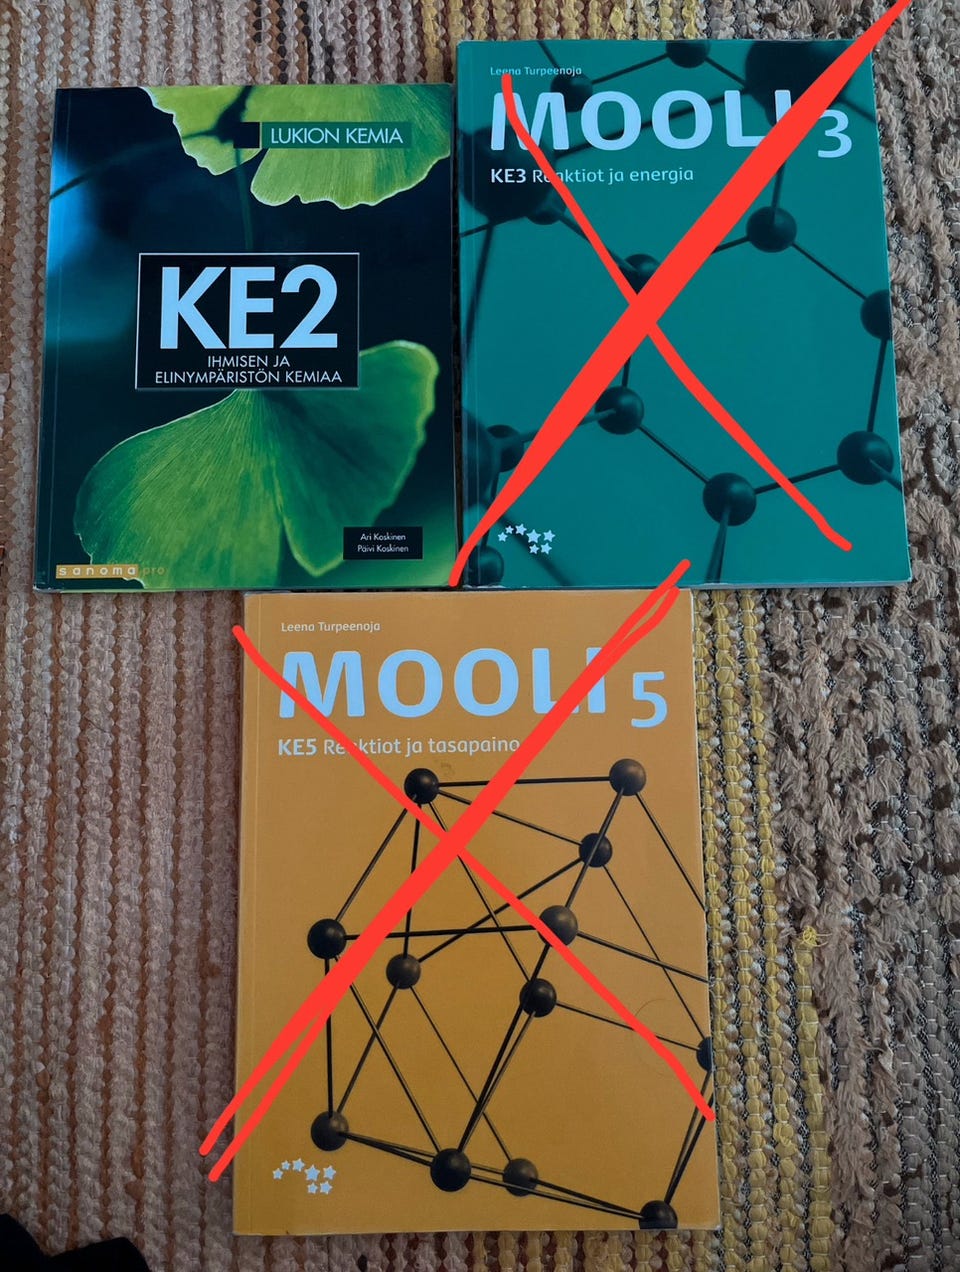 LUKION KEMIA
KE2
IHMISEN JA
ELINYMPÄRISTÖN KEMIAA
Ari Koskinen
Päivi Koskinen
sanoma pro
Leena Turpeenoja
MOOLI 3
KE3 Reaktiot ja energia
Leena Turpeenoja
MOOLI 5
KE5 Reaktiot ja tasapaino